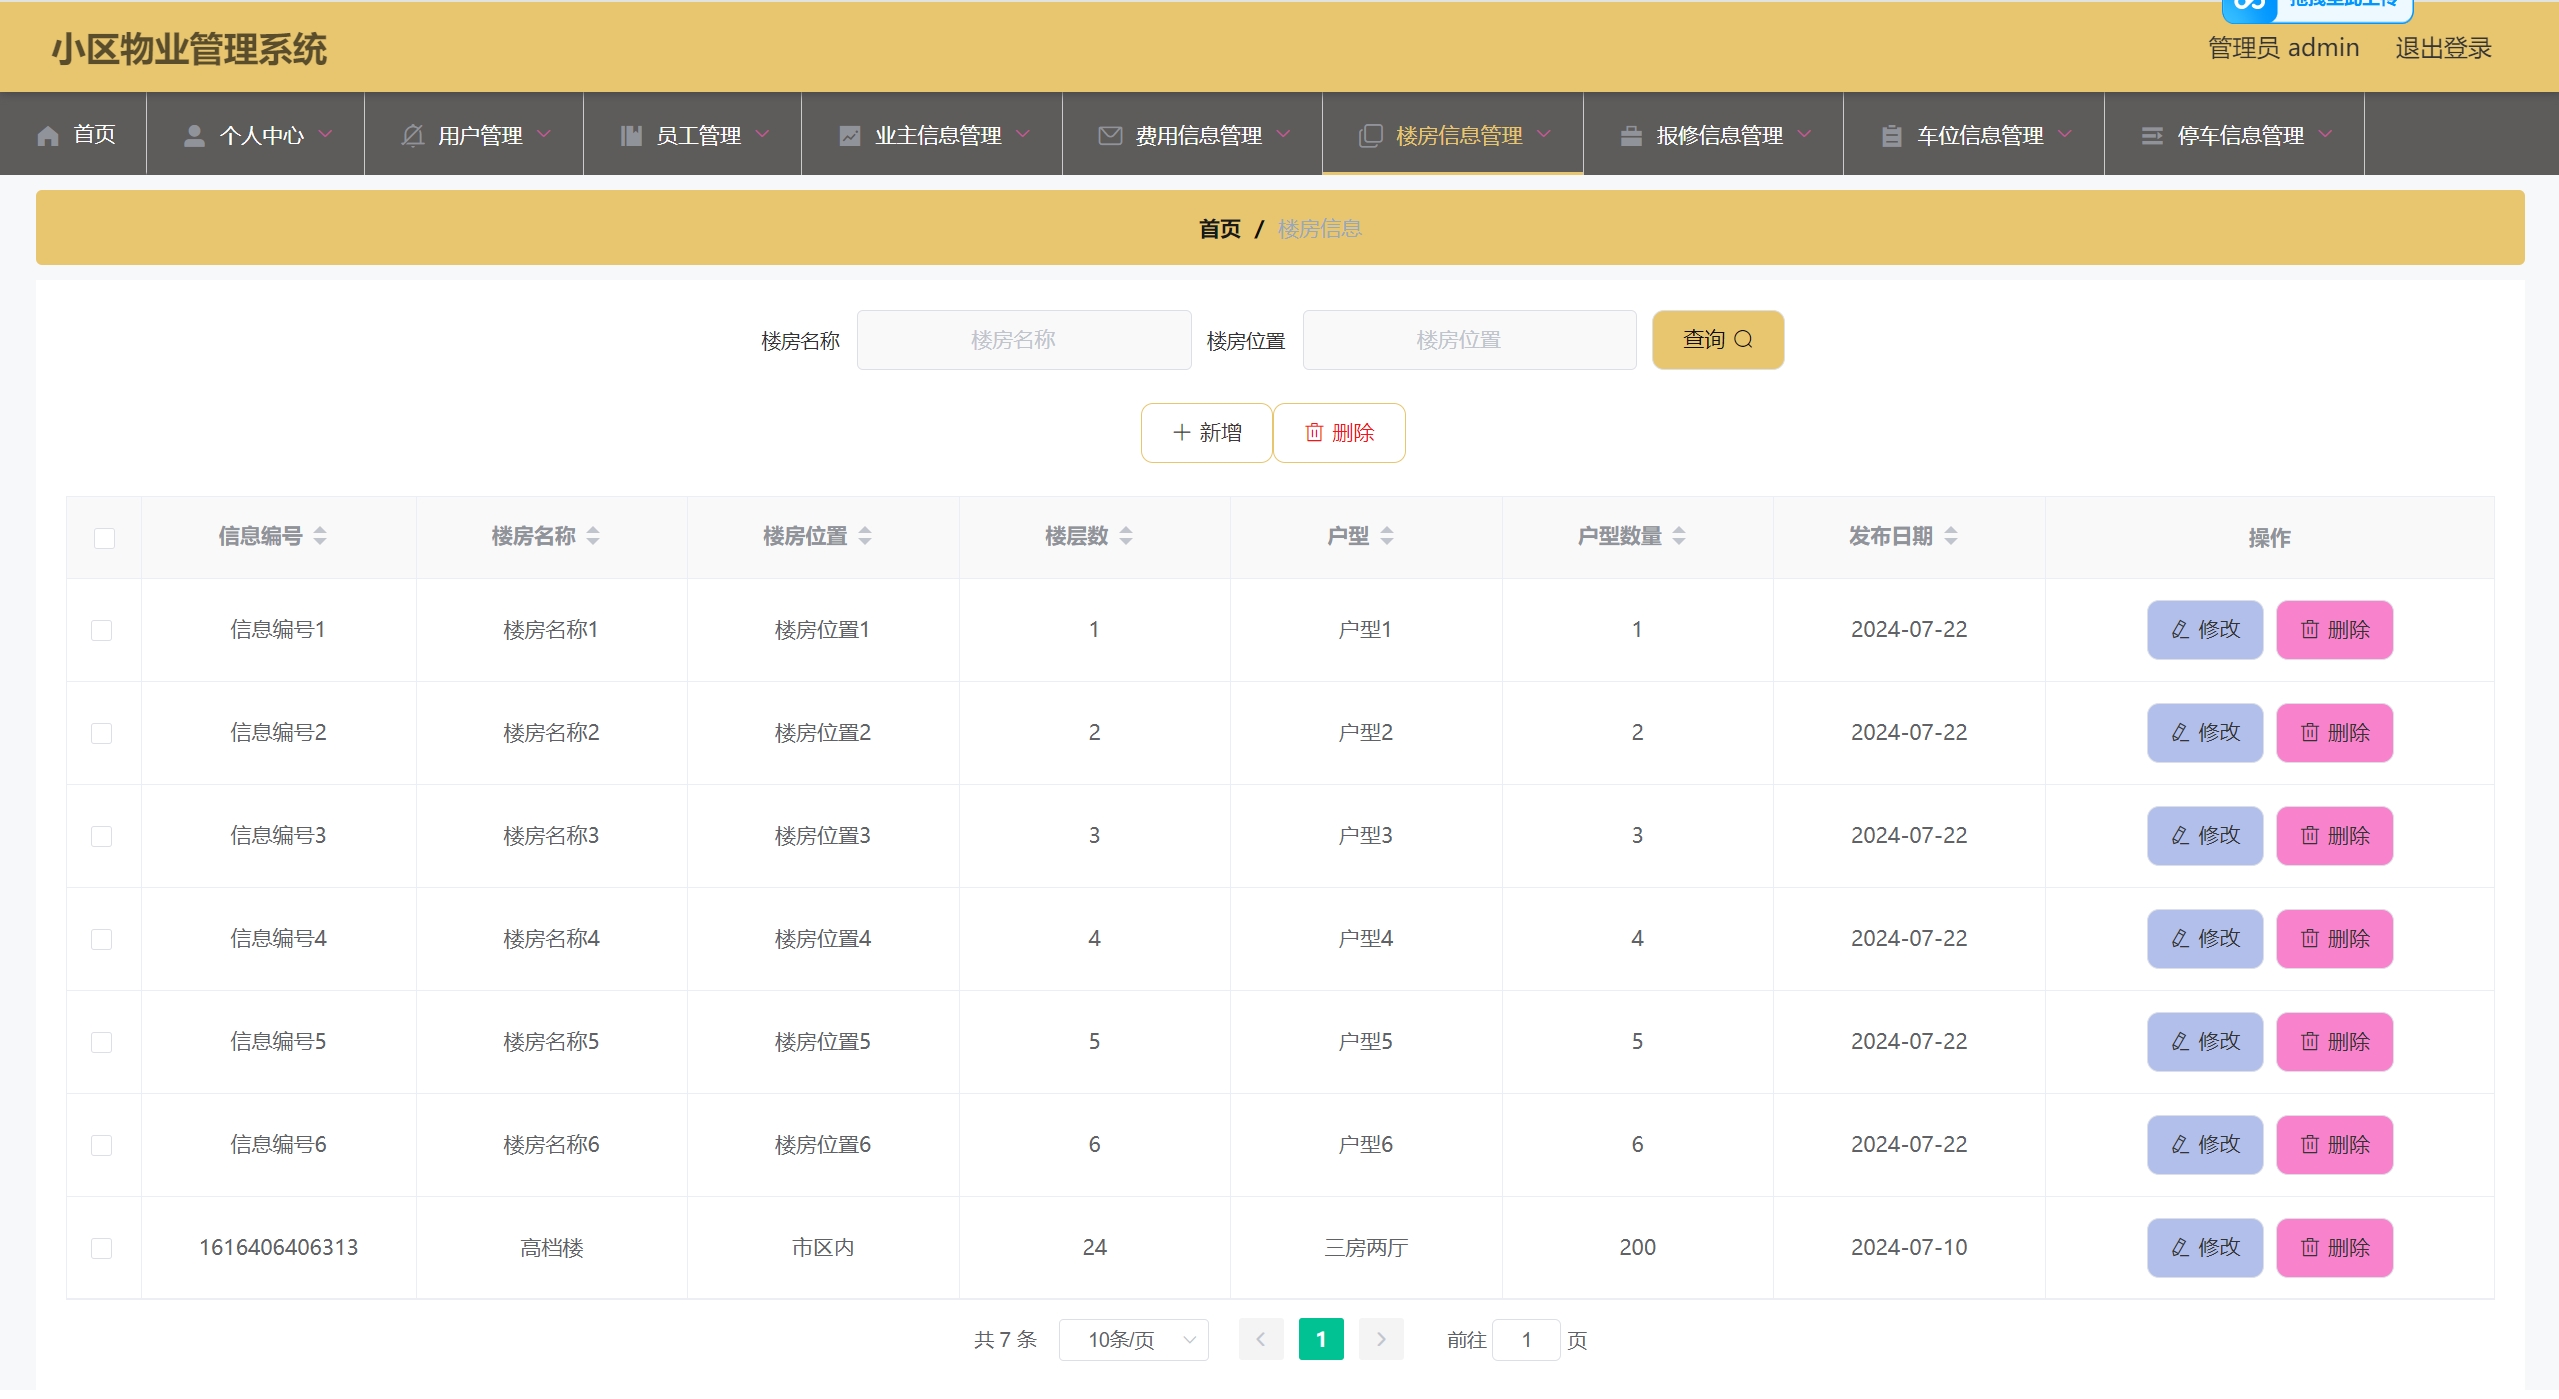 拖拽至此上传
小区物业管理系统
管理员 admin 退出登录
首页 个人中心 用户管理 员工管理 业主信息管理 费用信息管理 楼房信息管理 报修信息管理 车位信息管理 停车信息管理
首页 / 楼房信息
楼房名称 楼房名称 楼房位置 楼房位置 查询
新增 删除
信息编号 楼房名称 楼房位置 楼层数 户型 户型数量 发布日期 操作
信息编号1 楼房名称1 楼房位置1 1 户型1 1 2024-07-22 修改 删除
信息编号2 楼房名称2 楼房位置2 2 户型2 2 2024-07-22 修改 删除
信息编号3 楼房名称3 楼房位置3 3 户型3 3 2024-07-22 修改 删除
信息编号4 楼房名称4 楼房位置4 4 户型4 4 2024-07-22 修改 删除
信息编号5 楼房名称5 楼房位置5 5 户型5 5 2024-07-22 修改 删除
信息编号6 楼房名称6 楼房位置6 6 户型6 6 2024-07-22 修改 删除
1616406406313 高档楼 市区内 24 三房两厅 200 2024-07-10 修改 删除
共 7 条 10条/页 1 前往 1 页